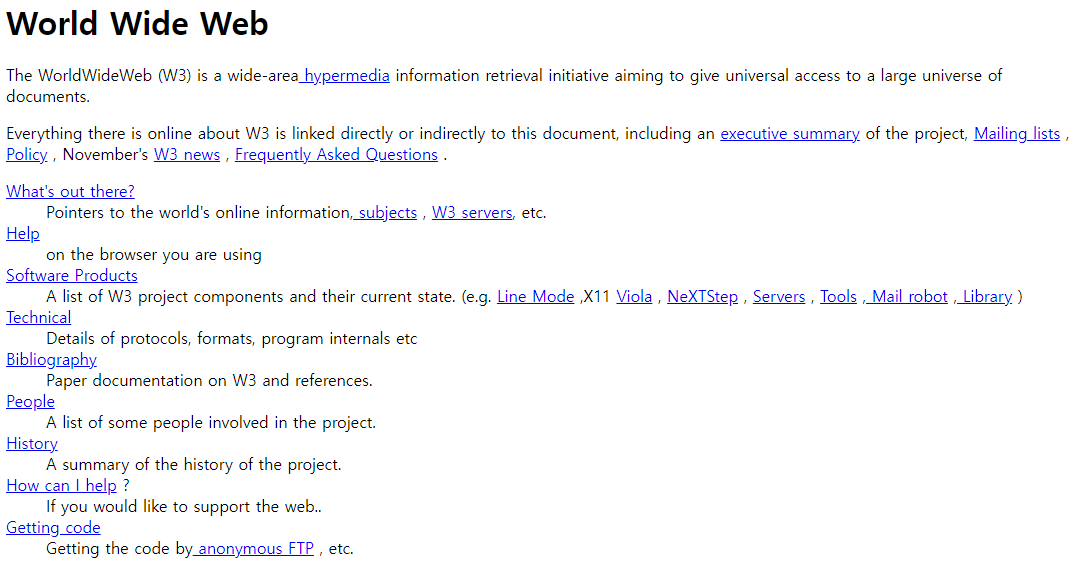 World Wide Web
The WorldWideWeb (W3) is a wide-area hypermedia information retrieval initiative aiming to give universal access to a large universe of
documents.
Everything there is online about W3 is linked directly or indirectly to this document, including an executive summary of the project, Mailing lists ,
Policy , November's W3 news , Frequently Asked Questions .
What's out there?
Pointers to the world's online information, subjects , W3 servers, etc.
Help
on the browser you are using
Software Products
A list of W3 project components and their current state. (e.g. Line Mode ,X11 Viola , NeXTStep , Servers , Tools , Mail robot , Library )
Technical
Details of protocols, formats, program internals etc
Bibliography
Paper documentation on W3 and references.
People
A list of some people involved in the project.
History
A summary of the history of the project.
How can I help ?
If you would like to support the web..
Getting code
Getting the code by anonymous FTP , etc.